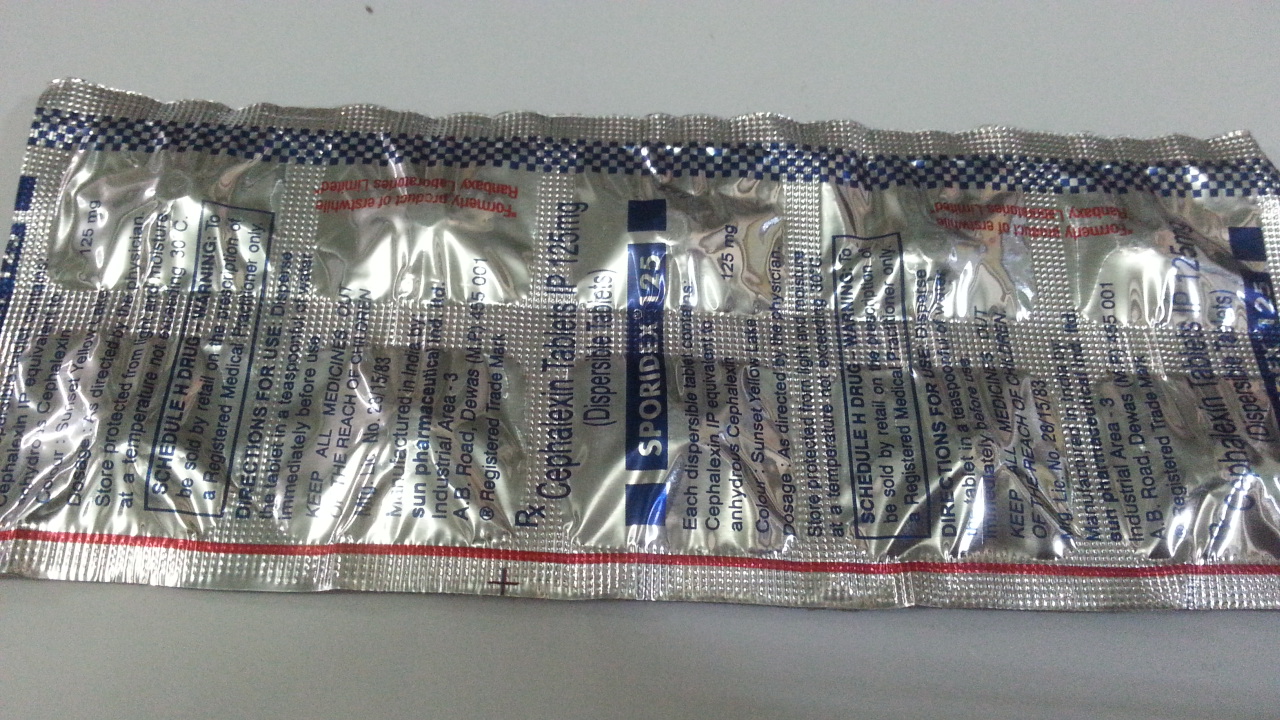 Cephalexin IP equivalent to
anhydrous Cephalexin 125 mg
Colour : Sunset Yellow Lake
Dosage : As directed by the physician.
Store protected from light and moisture
at a temperature not exceeding 30°C.
SCHEDULE H DRUG - WARNING: To
be sold by retail on the prescription of
a Registered Medical Practitioner only.
DIRECTIONS FOR USE: Disperse
the tablet in a teaspoonful of water
immediately before use.
KEEP ALL MEDICINES OUT
OF THE REACH OF CHILDREN
Mfg. Lic. No. 28/15/83
Manufactured in India by
sun pharmaceutical ind. ltd.
Industrial Area - 3
A.B. Road, Dewas (M.P.) 455 001
® Registered Trade Mark
*Formerly product of erstwhile
Ranbaxy Laboratories Limited*
Rx
Cephalexin Tablets IP 125mg
(Dispersible Tablets)
SPORIDEX® 125
Each dispersible tablet contains:
Cephalexin IP equivalent to
anhydrous Cephalexin 125 mg
Colour : Sunset Yellow Lake
Dosage : As directed by the physician.
Store protected from light and moisture
at a temperature not exceeding 30°C.
SCHEDULE H DRUG - WARNING: To
be sold by retail on the prescription of
a Registered Medical Practitioner only.
DIRECTIONS FOR USE: Disperse
the tablet in a teaspoonful of water
immediately before use.
KEEP ALL MEDICINES OUT
OF THE REACH OF CHILDREN.
Mfg. Lic. No. 28/15/83
Manufactured in India by
sun pharmaceutical ind. ltd.
Industrial Area - 3
A.B. Road, Dewas (M.P.) 455 001
® Registered Trade Mark
*Formerly product of erstwhile
Ranbaxy Laboratories Limited*
Cephalexin Tablets IP 125mg
(Dispersible Tablets)